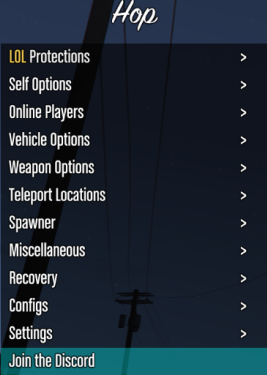 Hop
LOL Protections >
Self Options >
Online Players >
Vehicle Options >
Weapon Options >
Teleport Locations >
Spawner >
Miscellaneous >
Recovery >
Configs >
Settings >
Join the Discord